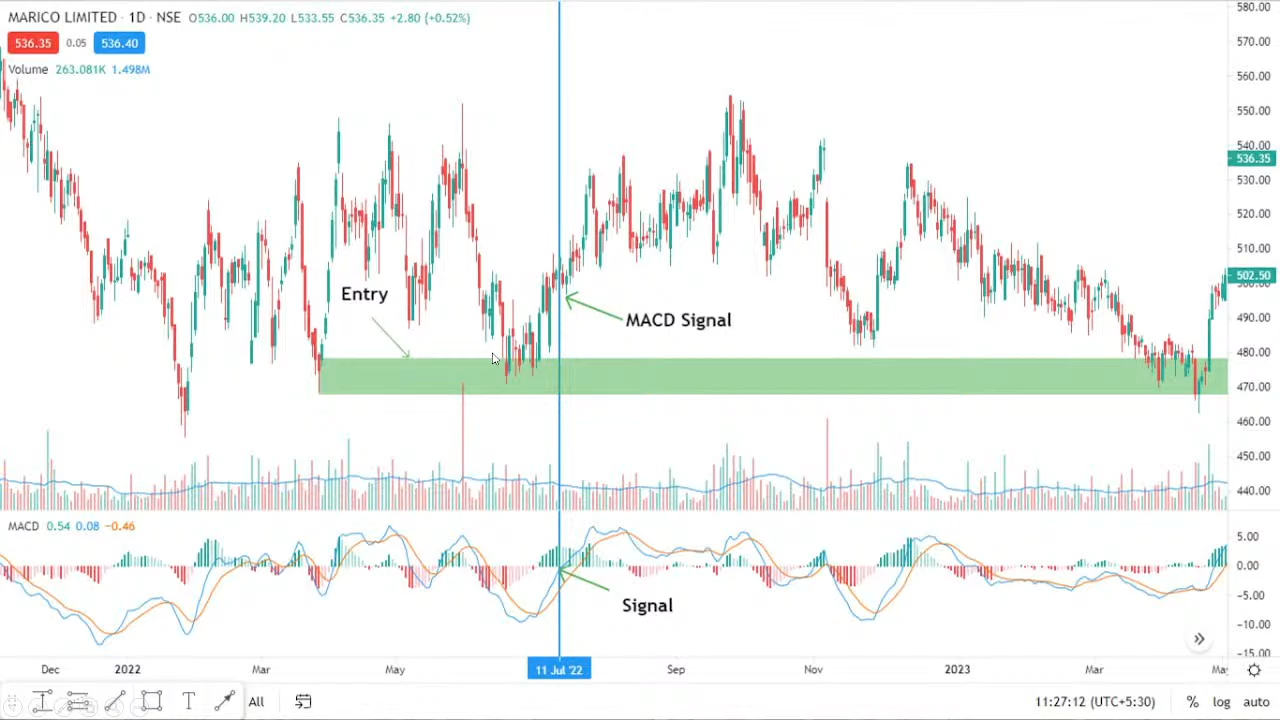 MARICO LIMITED · 1D · NSE O536.00 H539.20 L533.55 C536.35 +2.80 (+0.52%)
536.35 0.05 536.40
Volume 263.081K 1.498M
580.00
570.00
560.00
550.00
540.00
536.35
530.00
520.00
510.00
502.50
490.00
480.00
470.00
460.00
450.00
440.00
Entry
MACD Signal
MACD 0.54 0.08 −0.46
5.00
0.00
−5.00
−10.00
−15.00
Signal
Dec 2022 Mar May 11 Jul '22 Sep Nov 2023 Mar May
T All 11:27:12 (UTC+5:30) % log auto